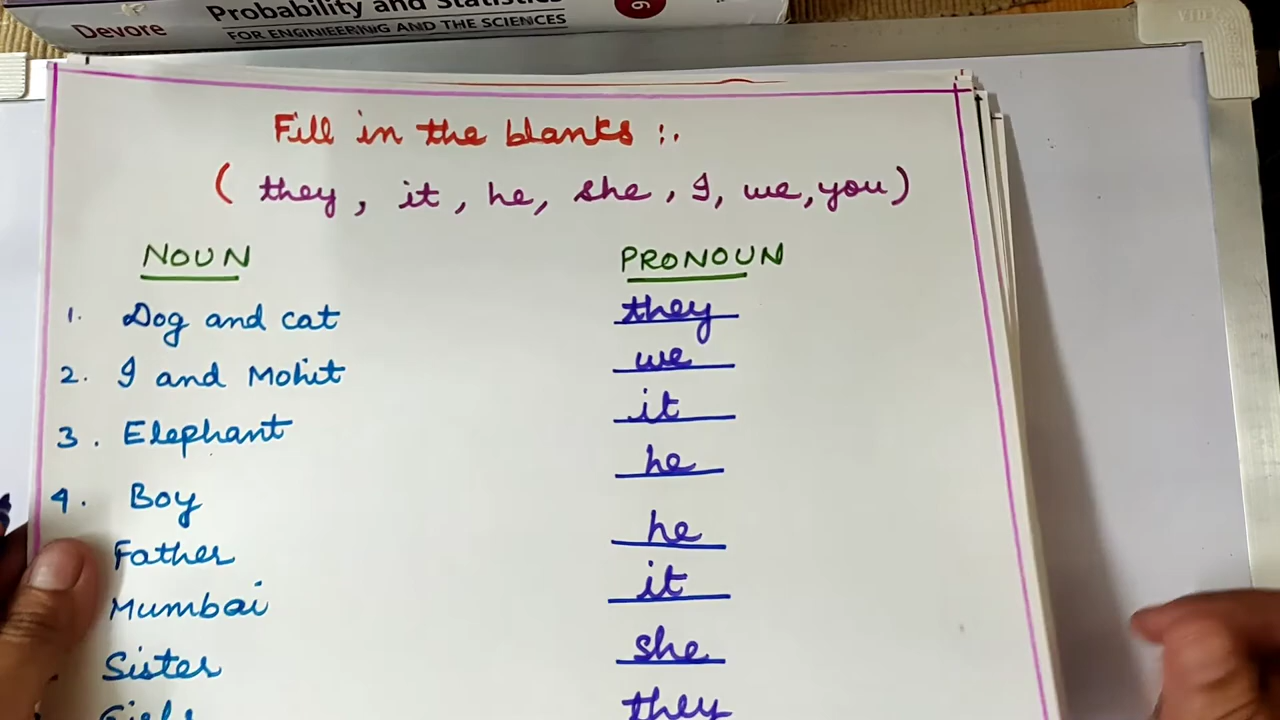 Probability and Statistics
Devore
FOR ENGINEERING AND THE SCIENCES
9
Fill in the blanks :.
( they, it, he, she, I, we, you)
NOUN PRONOUN
1. Dog and cat they
2. I and Mohit we
3. Elephant it
4. Boy he
Father he
Mumbai it
Sister she
Girls they